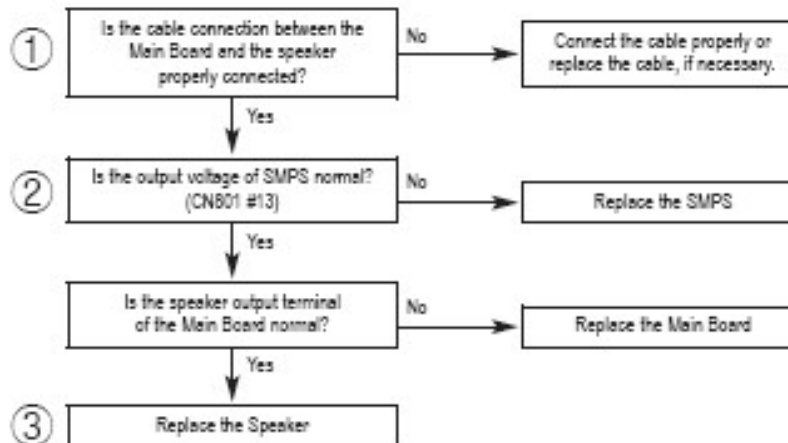 ①
Is the cable connection between the
Main Board and the speaker
properly connected?
No
Connect the cable properly or
replace the cable, if necessary.
Yes
②
Is the output voltage of SMPS normal?
(CN801 #13)
No
Replace the SMPS
Yes
Is the speaker output terminal
of the Main Board normal?
No
Replace the Main Board
Yes
③
Replace the Speaker